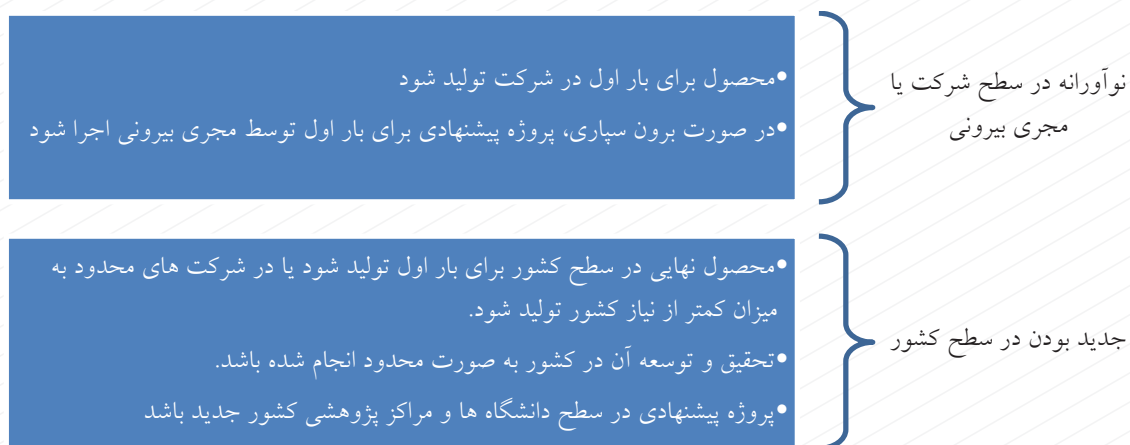 نوآورانه در سطح شرکت یا
مجری بیرونی
•محصول برای بار اول در شرکت تولید شود
•در صورت برون سپاری، پروژه پیشنهادی برای بار اول توسط مجری بیرونی اجرا شود
جدید بودن در سطح کشور
•محصول نهایی در سطح کشور برای بار اول تولید شود یا در شرکت های محدود به
میزان کمتر از نیاز کشور تولید شود.
•تحقیق و توسعه آن در کشور به صورت محدود انجام شده باشد.
•پروژه پیشنهادی در سطح دانشگاه ها و مراکز پژوهشی کشور جدید باشد